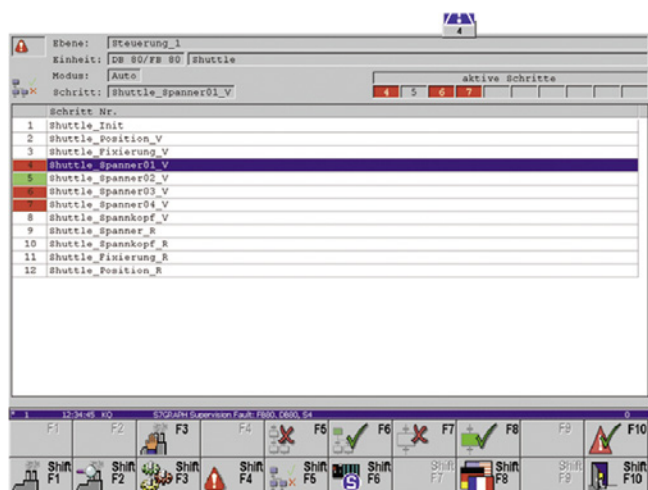 4
Ebene: Steuerung_1
Einheit: DB 80/FB 80 Shuttle
Modus: Auto
aktive Schritte
Schritt: Shuttle_Spanner01_V
4 5 6 7
Schritt Nr.
1 Shuttle_Init
2 Shuttle_Position_V
3 Shuttle_Fixierung_V
4 Shuttle_Spanner01_V
5 Shuttle_Spanner02_V
6 Shuttle_Spanner03_V
7 Shuttle_Spanner04_V
8 Shuttle_Spannkopf_V
9 Shuttle_Spanner_R
10 Shuttle_Spannkopf_R
11 Shuttle_Fixierung_R
12 Shuttle_Position_R
* 1 12:34:45 KQ S7GRAPH Supervision Fault: FB80, DB80, S4 0
F1 F2 F3 F4 F5 F6 F7 F8 F9 F10
Shift Shift Shift Shift Shift Shift Shift Shift Shift Shift
F1 F2 F3 F4 F5 S F6 F7 F8 F9 F10